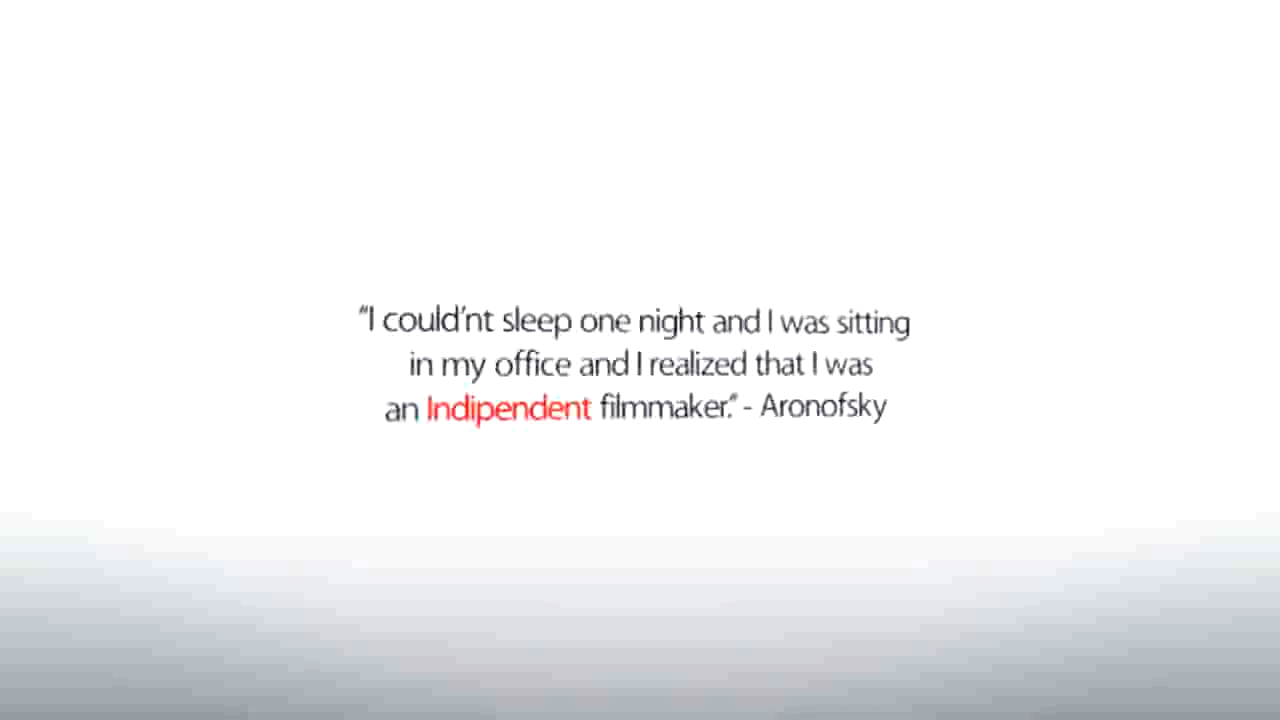 “I could’nt sleep one night and I was sitting
in my office and I realized that I was
an Indipendent filmmaker.” - Aronofsky